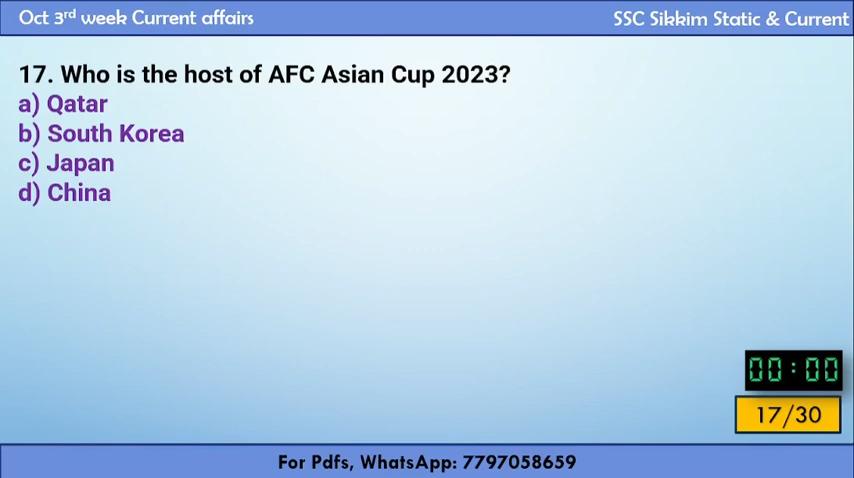 Oct 3rd week Current affairs
SSC Sikkim Static & Current
17. Who is the host of AFC Asian Cup 2023?
a) Qatar
b) South Korea
c) Japan
d) China
00:00
17/30
For Pdfs, WhatsApp: 7797058659